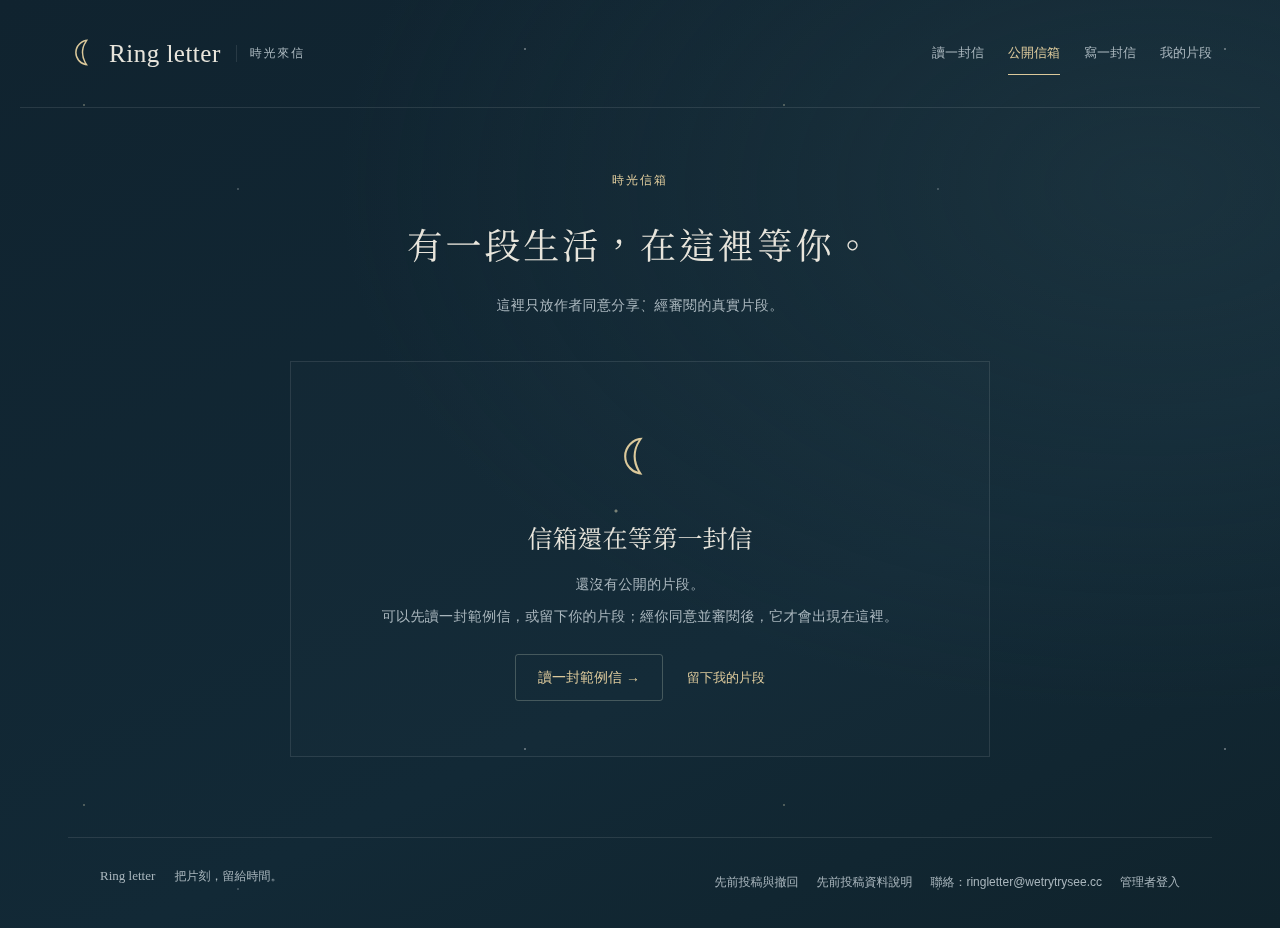 Ring letter 時光來信
讀一封信 公開信箱 寫一封信 我的片段
時光信箱
有一段生活，在這裡等你。
這裡只放作者同意分享、經審閱的真實片段。
信箱還在等第一封信
還沒有公開的片段。
可以先讀一封範例信，或留下你的片段；經你同意並審閱後，它才會出現在這裡。
讀一封範例信 → 留下我的片段
Ring letter 把片刻，留給時間。
先前投稿與撤回 先前投稿資料說明 聯絡：ringletter@wetrytrysee.cc 管理者登入